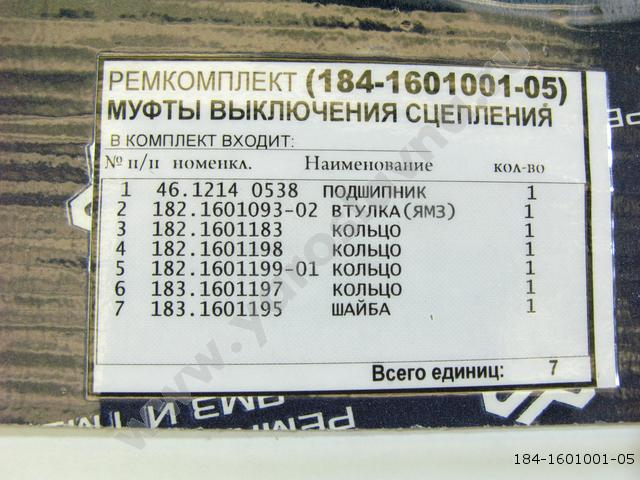 РЕМКОМПЛЕКТ (184-1601001-05)
МУФТЫ ВЫКЛЮЧЕНИЯ СЦЕПЛЕНИЯ
В КОМПЛЕКТ ВХОДИТ:
№ п/п номенкл. Наименование кол-во
1 46.1214 0538 ПОДШИПНИК 1
2 182.1601093-02 ВТУЛКА(ЯМЗ) 1
3 182.1601183 КОЛЬЦО 1
4 182.1601198 КОЛЬЦО 1
5 182.1601199-01 КОЛЬЦО 1
6 183.1601197 КОЛЬЦО 1
7 183.1601195 ШАЙБА 1
Всего единиц: 7
ЯМЗ И
184-1601001-05